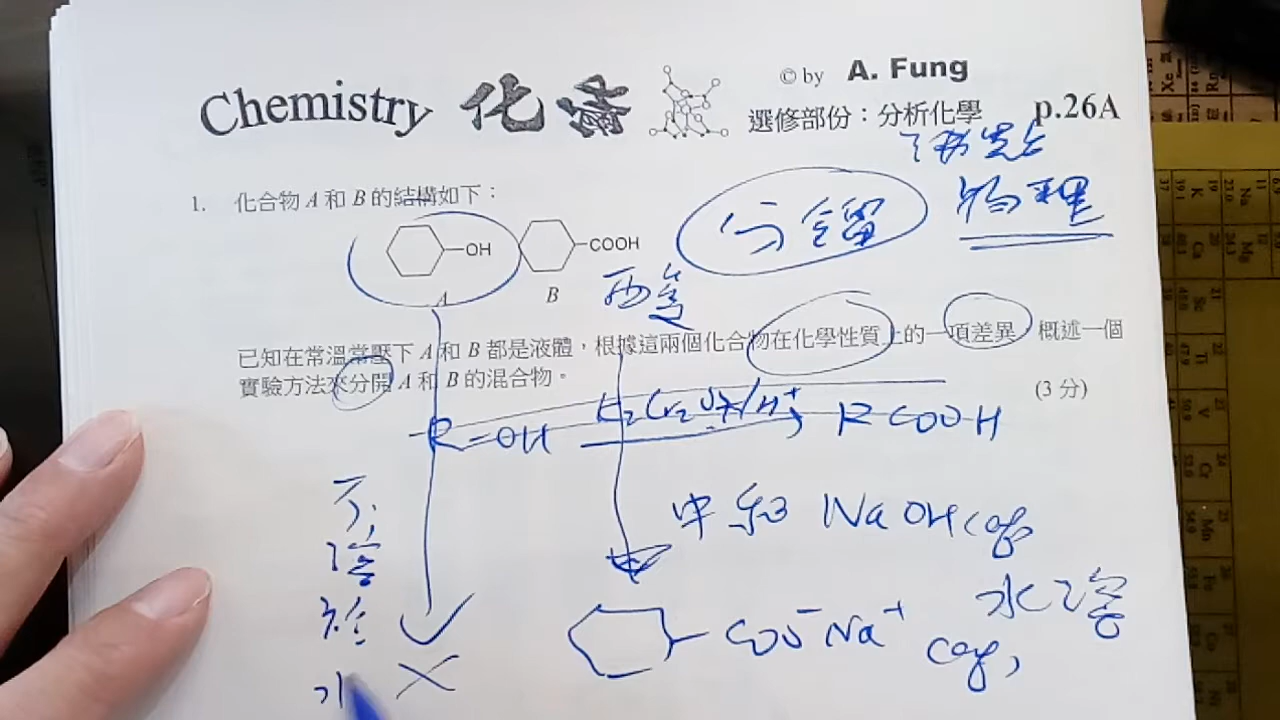 Chemistry 化學 © by A. Fung
選修部份：分析化學 p.26A
沸點
物理
分餾
1. 化合物 A 和 B 的結構如下：
OH
COOH
A
B
已知在常溫常壓下 A 和 B 都是液體，根據這兩個化合物在化學性質上的一項差異，概述一個
實驗方法來分開 A 和 B 的混合物。 (3 分)
R-OH K2Cr2O7/H+ RCOOH
中和 NaOH(aq)
不
溶
於
水
COO-Na+ (aq)
水溶